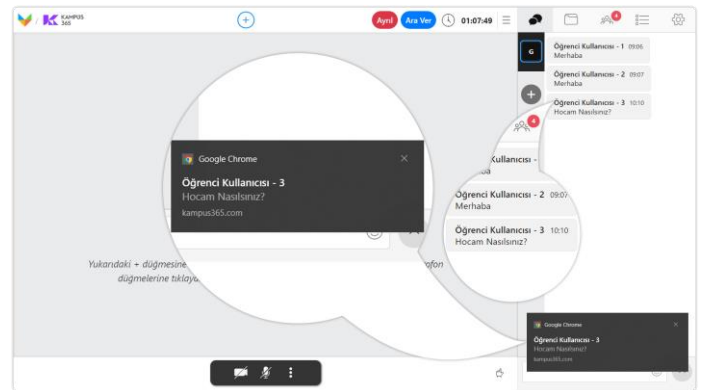 KAMPUS
365
Ayrıl
Ara Ver
01:07:49
4
G
Öğrenci Kullanıcısı - 1 09:06
Merhaba
Öğrenci Kullanıcısı - 2 09:07
Merhaba
Öğrenci Kullanıcısı - 3 10:10
Hocam Nasılsınız?
4
Kullanıcısı -
Öğrenci Kullanıcısı - 2 09:07
Merhaba
Öğrenci Kullanıcısı - 3 10:10
Hocam Nasılsınız?
Google Chrome
Öğrenci Kullanıcısı - 3
Hocam Nasılsınız?
kampus365.com
Yukarıdaki + düğmesine
düğmelerine tıklaya
Google Chrome
Öğrenci Kullanıcısı - 3
Hocam Nasılsınız?
kampus365.com